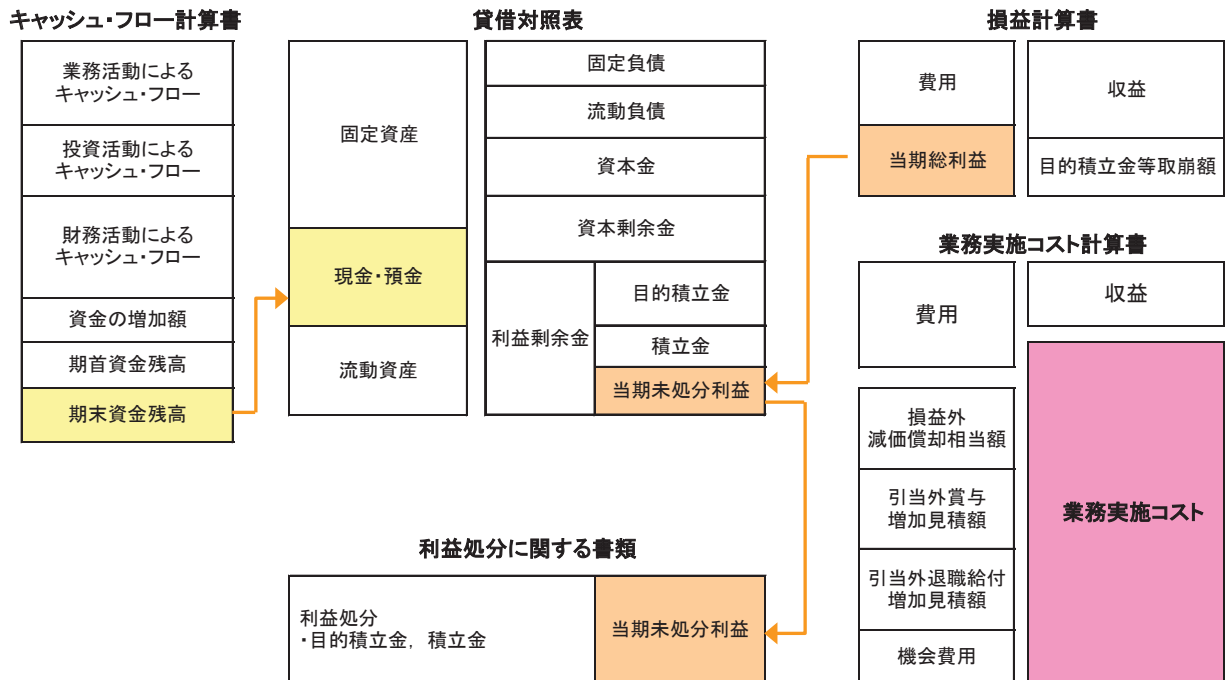 キャッシュ・フロー計算書
業務活動による
キャッシュ・フロー
投資活動による
キャッシュ・フロー
財務活動による
キャッシュ・フロー
資金の増加額
期首資金残高
期末資金残高
貸借対照表
固定資産
現金・預金
流動資産
固定負債
流動負債
資本金
資本剰余金
利益剰余金
目的積立金
積立金
当期未処分利益
損益計算書
費用
当期総利益
収益
目的積立金等取崩額
業務実施コスト計算書
費用
損益外
減価償却相当額
引当外賞与
増加見積額
引当外退職給付
増加見積額
機会費用
収益
業務実施コスト
利益処分に関する書類
利益処分
・目的積立金，積立金
当期未処分利益